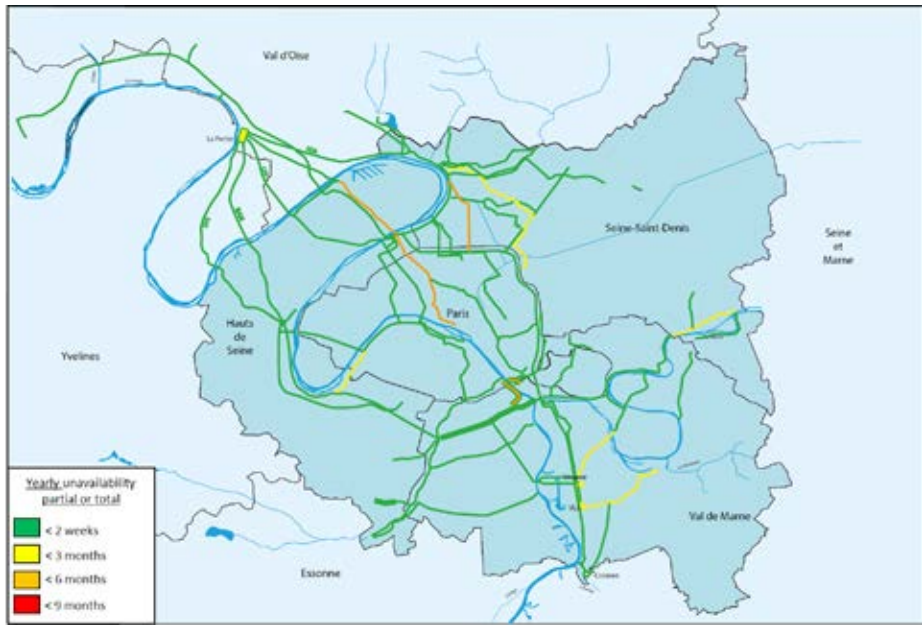 Val d'Oise
Seine-Saint-Denis
Seine
et
Marne
Paris
Hauts
de
Seine
Yvelines
Val de Marne
Essonne
Yearly unavailability
partial or total
< 2 weeks
< 3 months
< 6 months
< 9 months